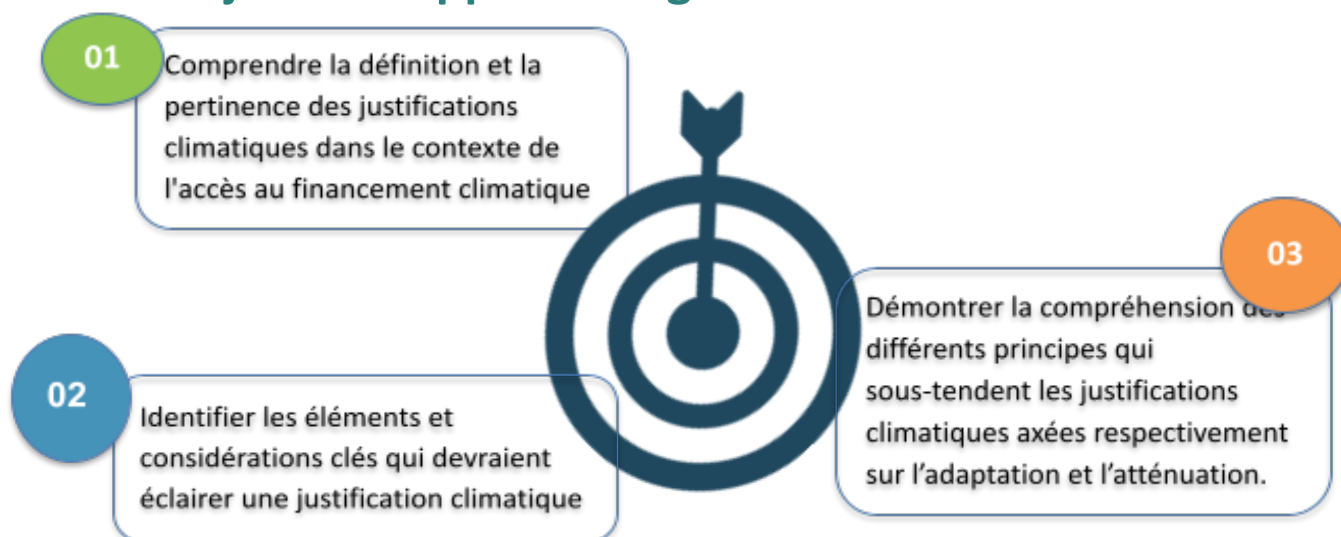 01
Comprendre la définition et la
pertinence des justifications
climatiques dans le contexte de
l'accès au financement climatique
02
Identifier les éléments et
considérations clés qui devraient
éclairer une justification climatique
03
Démontrer la compréhension des
différents principes qui
sous-tendent les justifications
climatiques axées respectivement
sur l’adaptation et l’atténuation.